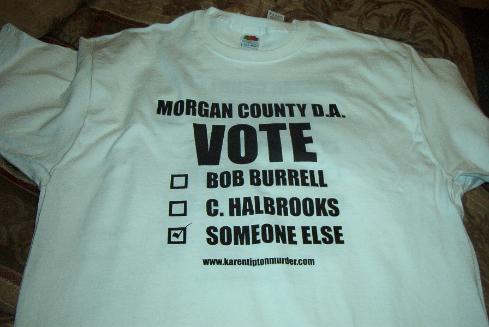 MORGAN COUNTY D.A.
VOTE
BOB BURRELL
C. HALBROOKS
SOMEONE ELSE
www.karentiptonmurder.com